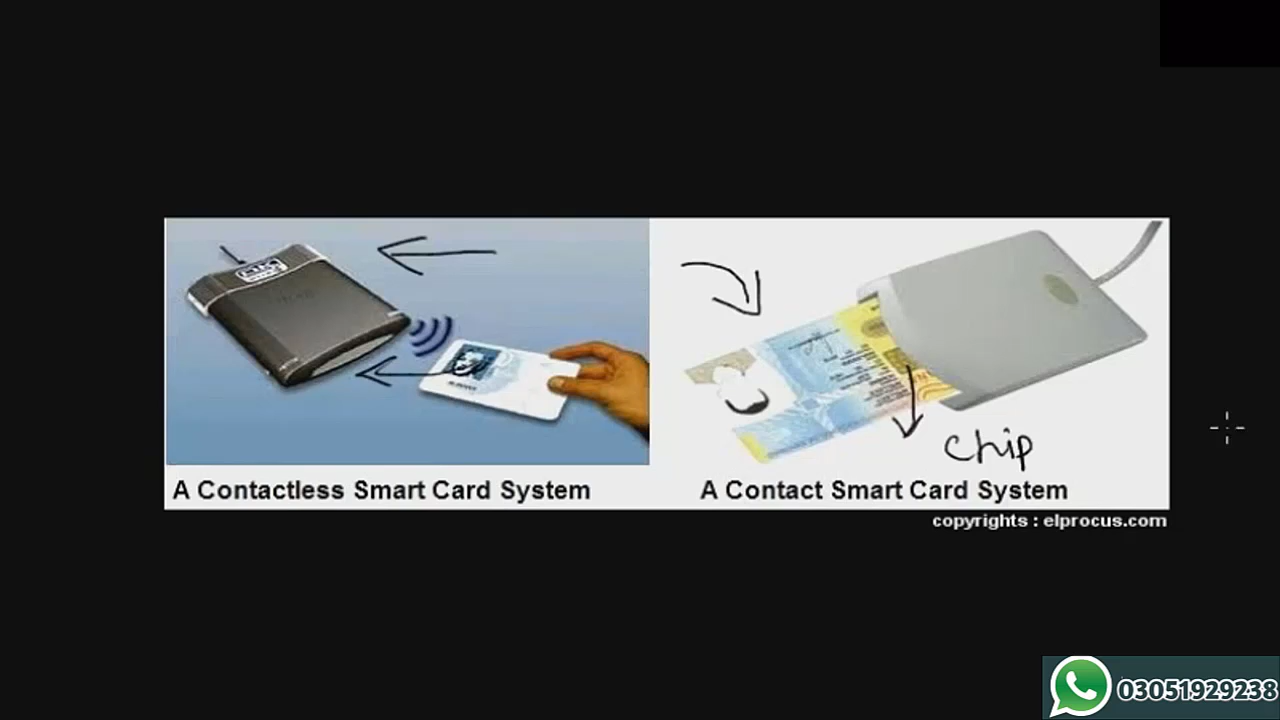 chip
A Contactless Smart Card System
A Contact Smart Card System
copyrights : elprocus.com
03051929238